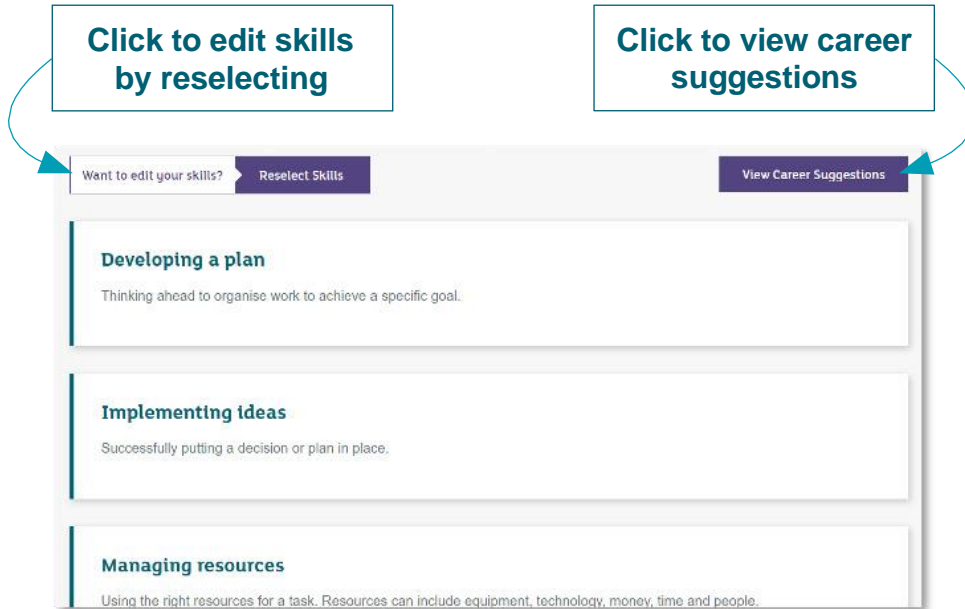 Click to edit skills
by reselecting
Click to view career
suggestions
Want to edit your skills?
Reselect Skills
View Career Suggestions
Developing a plan
Thinking ahead to organise work to achieve a specific goal.
Implementing ideas
Successfully putting a decision or plan in place.
Managing resources
Using the right resources for a task. Resources can include equipment, technology, money, time and people.